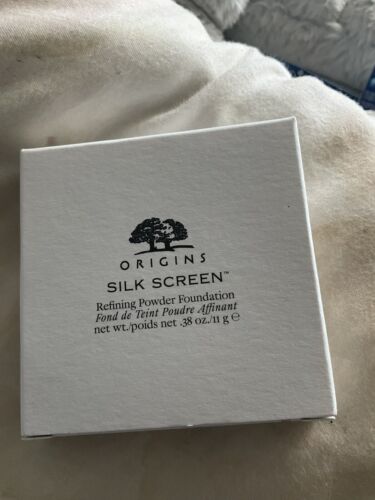 ORIGINS
SILK SCREEN™
Refining Powder Foundation
Fond de Teint Poudre Affinant
net wt./poids net .38 oz./11 g ℮